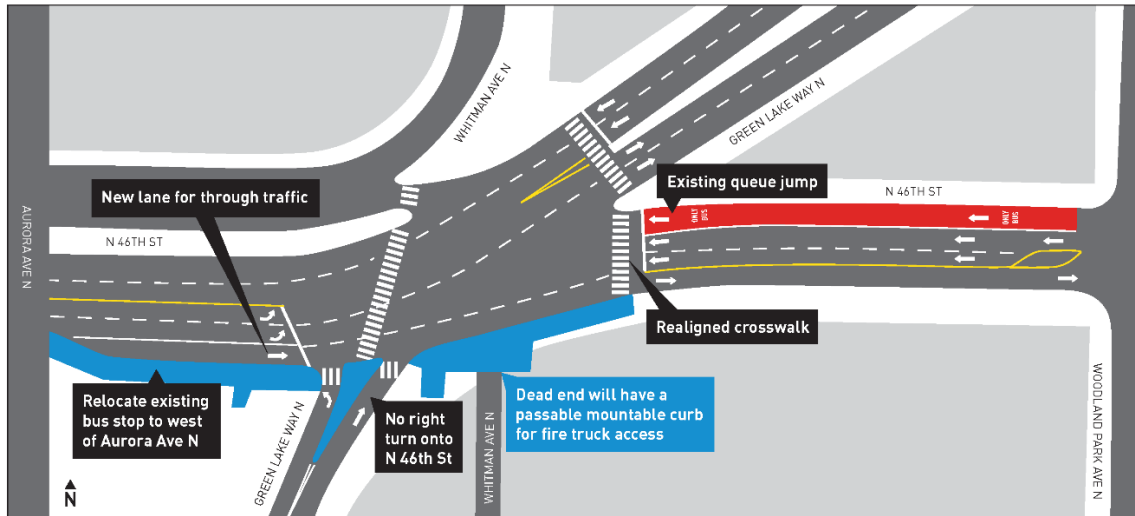 WHITMAN AVE N
GREEN LAKE WAY N
New lane for through traffic
Existing queue jump
N 46TH ST
ONLY
BUS
ONLY
BUS
AURORA AVE N
N 46TH ST
Realigned crosswalk
Relocate existing
bus stop to west
of Aurora Ave N
GREEN LAKE WAY N
No right
turn onto
N 46th St
WHITMAN AVE N
Dead end will have a
passable mountable curb
for fire truck access
WOODLAND PARK AVE N
N